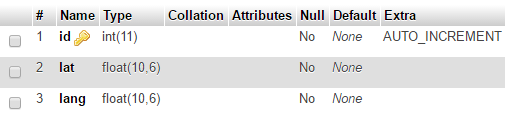 # Name Type Collation Attributes Null Default Extra
1 id int(11) No None AUTO_INCREMENT
2 lat float(10,6) No None
3 lang float(10,6) No None